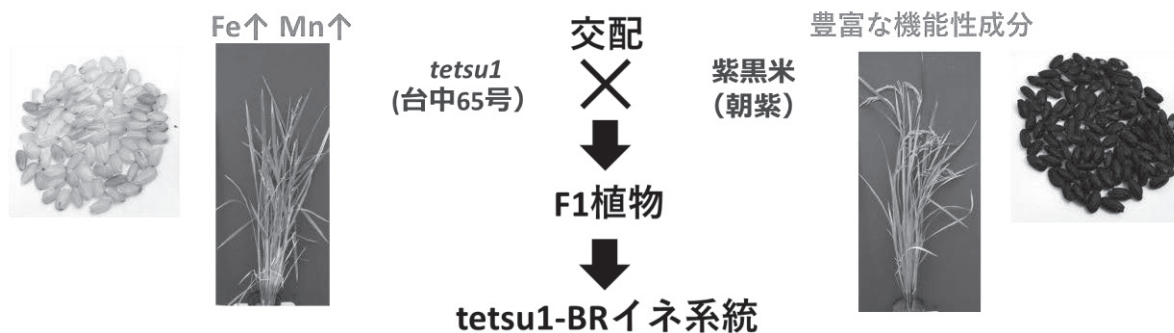 Fe↑ Mn↑
交配
豊富な機能性成分
tetsu1
(台中65号)
紫黒米
(朝紫)
F1植物
tetsu1-BRイネ系統